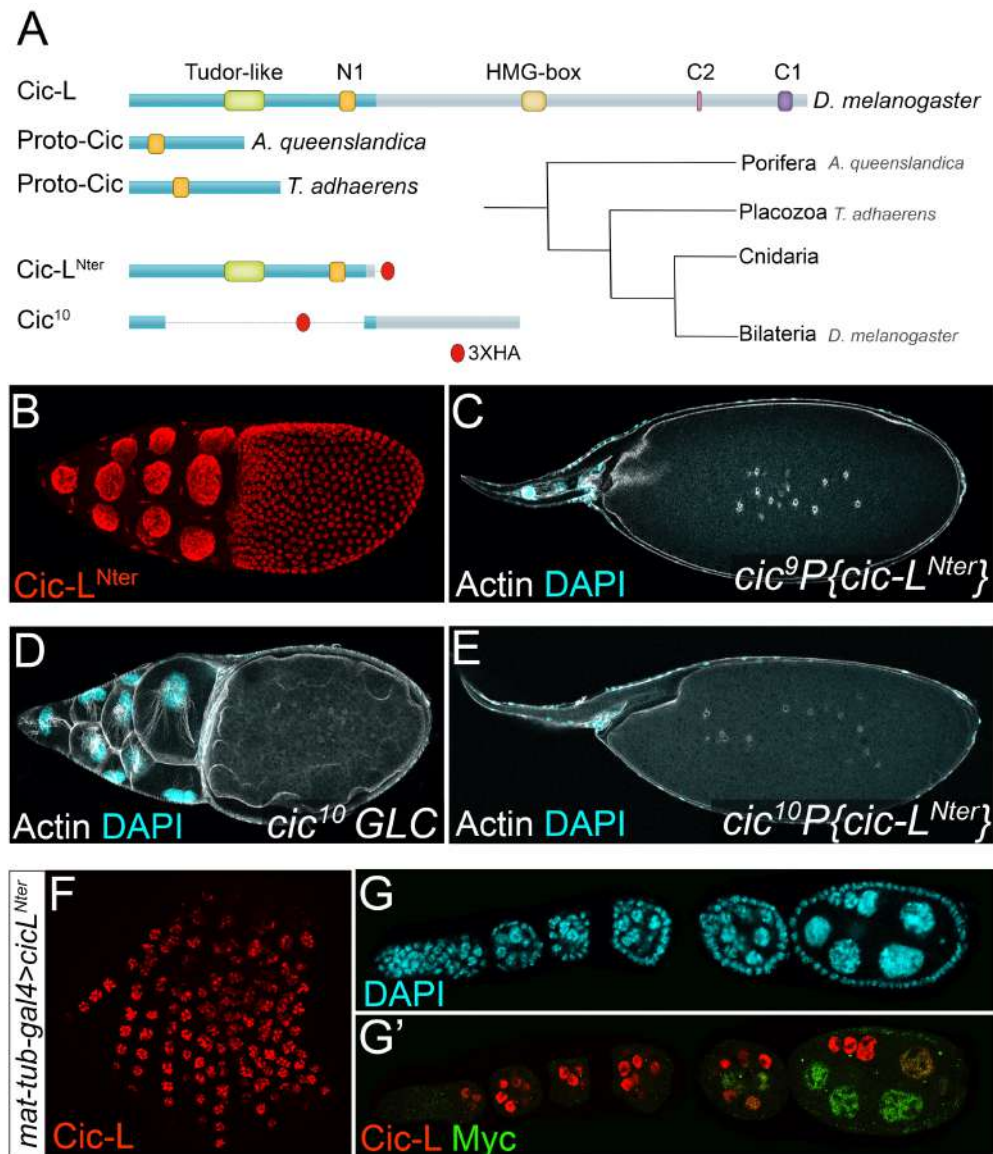 A
Tudor-like N1 HMG-box C2 C1
Cic-L D. melanogaster
Proto-Cic A. queenslandica
Proto-Cic T. adhaerens
Porifera A. queenslandica
Placozoa T. adhaerens
Cnidaria
Bilateria D. melanogaster
Cic-L^Nter
Cic^10
3XHA
B
Cic-L^Nter
C
Actin DAPI cic^9P{cic-L^Nter}
D
Actin DAPI cic^10 GLC
E
Actin DAPI cic^10P{cic-L^Nter}
mat-tub-gal4>cicL^Nter
F
Cic-L
G
DAPI
G'
Cic-L Myc